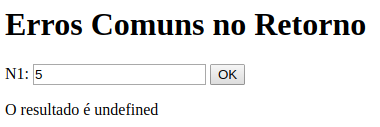 Erros Comuns no Retorno
N1: 5 OK
O resultado é undefined